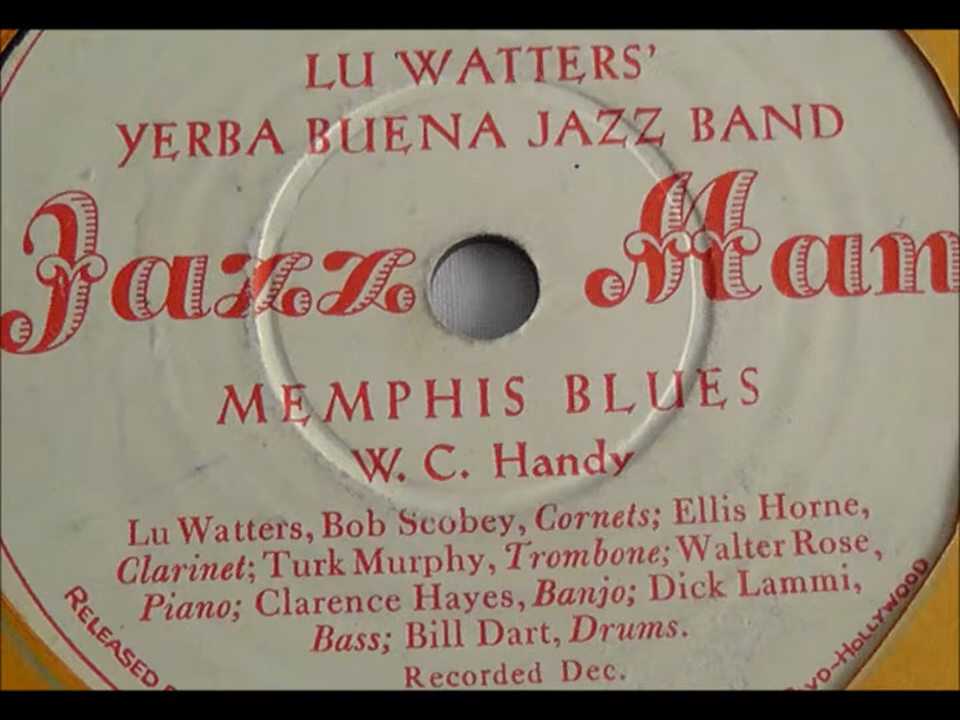 LU WATTERS'
YERBA BUENA JAZZ BAND
Jazz Man
MEMPHIS BLUES
W. C. Handy
Lu Watters, Bob Scobey, Cornets; Ellis Horne,
Clarinet; Turk Murphy, Trombone; Walter Rose,
Piano; Clarence Hayes, Banjo; Dick Lammi,
Bass; Bill Dart, Drums.
Recorded Dec.
RELEASED
VD-HOLLYWOOD